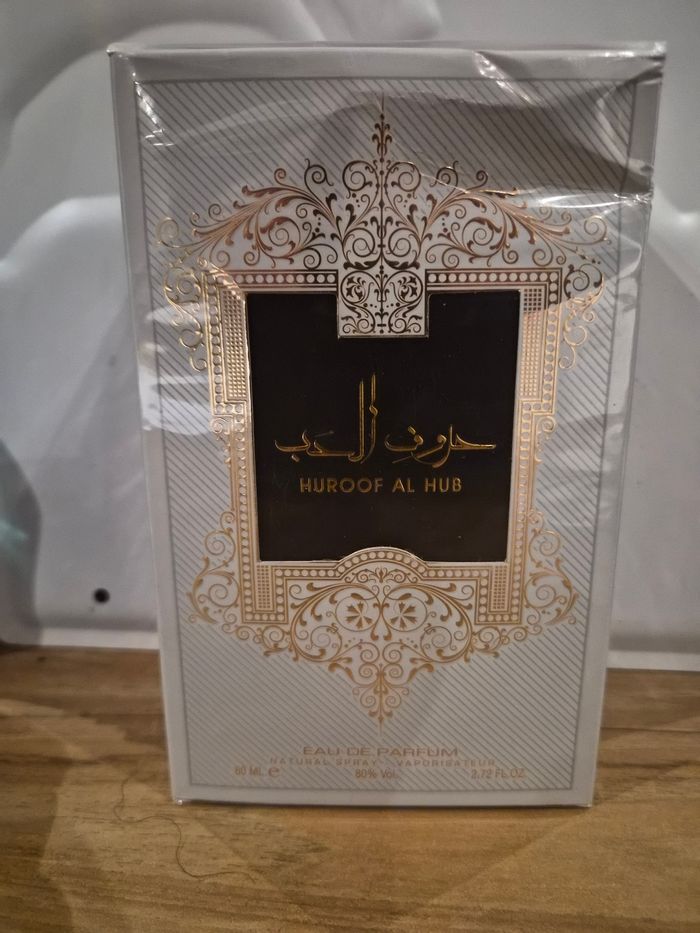 حروف الحب
HUROOF AL HUB
EAU DE PARFUM
NATURAL SPRAY - VAPORISATEUR
80 ML e 80% Vol. 2.72 FL.OZ